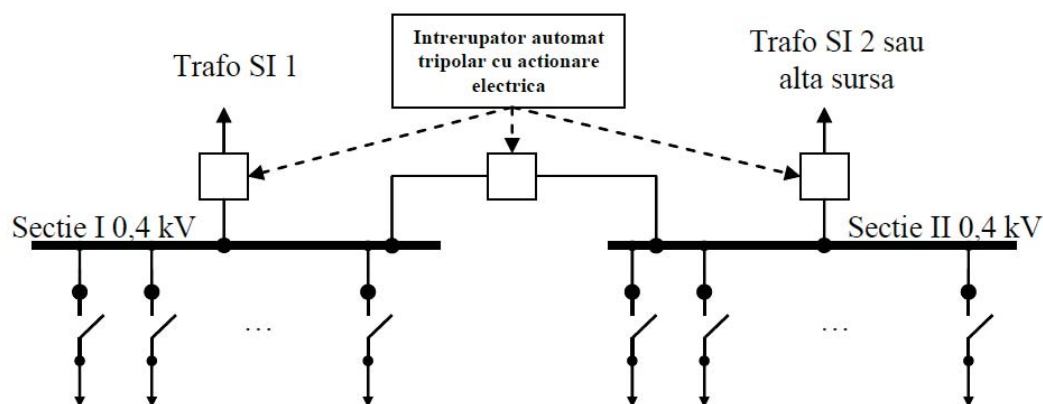 Intrerupator automat
tripolar cu actionare
electrica
Trafo SI 1
Trafo SI 2 sau
alta sursa
Sectie I 0,4 kV
Sectie II 0,4 kV
...
...